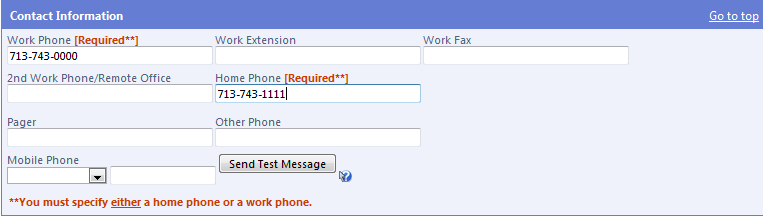 Contact Information Go to top
Work Phone [Required**] Work Extension Work Fax
713-743-0000
2nd Work Phone/Remote Office Home Phone [Required**]
713-743-1111
Pager Other Phone
Mobile Phone
Send Test Message
**You must specify either a home phone or a work phone.